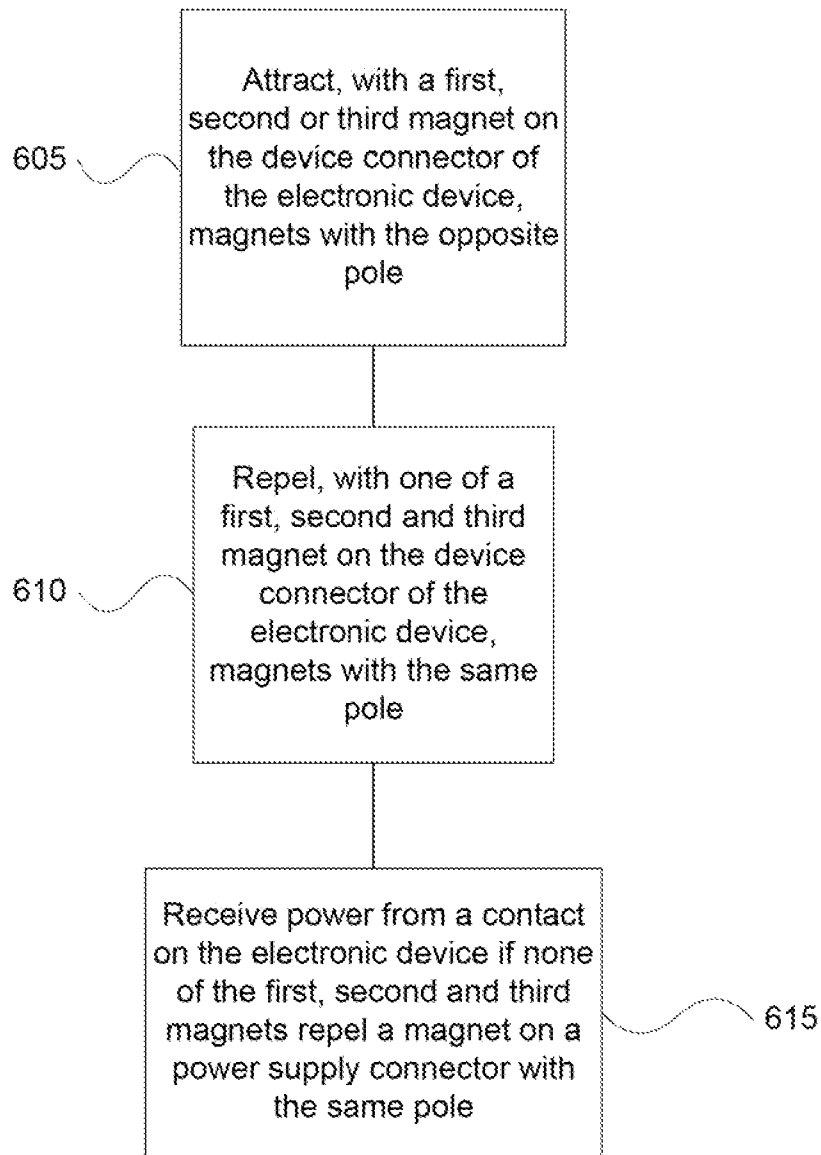 Attract, with a first,
second or third magnet on
the device connector of
the electronic device,
magnets with the opposite
pole
605
Repel, with one of a
first, second and third
magnet on the device
connector of the
electronic device,
magnets with the same
pole
610
Receive power from a contact
on the electronic device if none
of the first, second and third
magnets repel a magnet on a
power supply connector with
the same pole
615